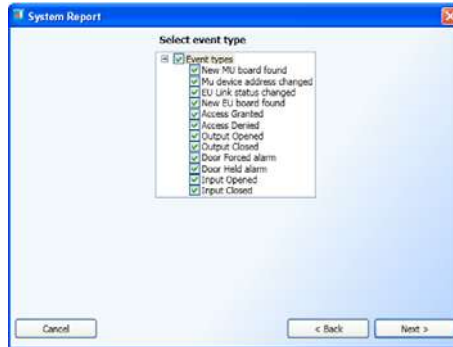 System Report
Select event type
Event types
New MU board found
Mu device address changed
EU Link status changed
New EU board found
Access Granted
Access Denied
Output Opened
Output Closed
Door Forced alarm
Door Held alarm
Input Opened
Input Closed
Cancel
< Back
Next >